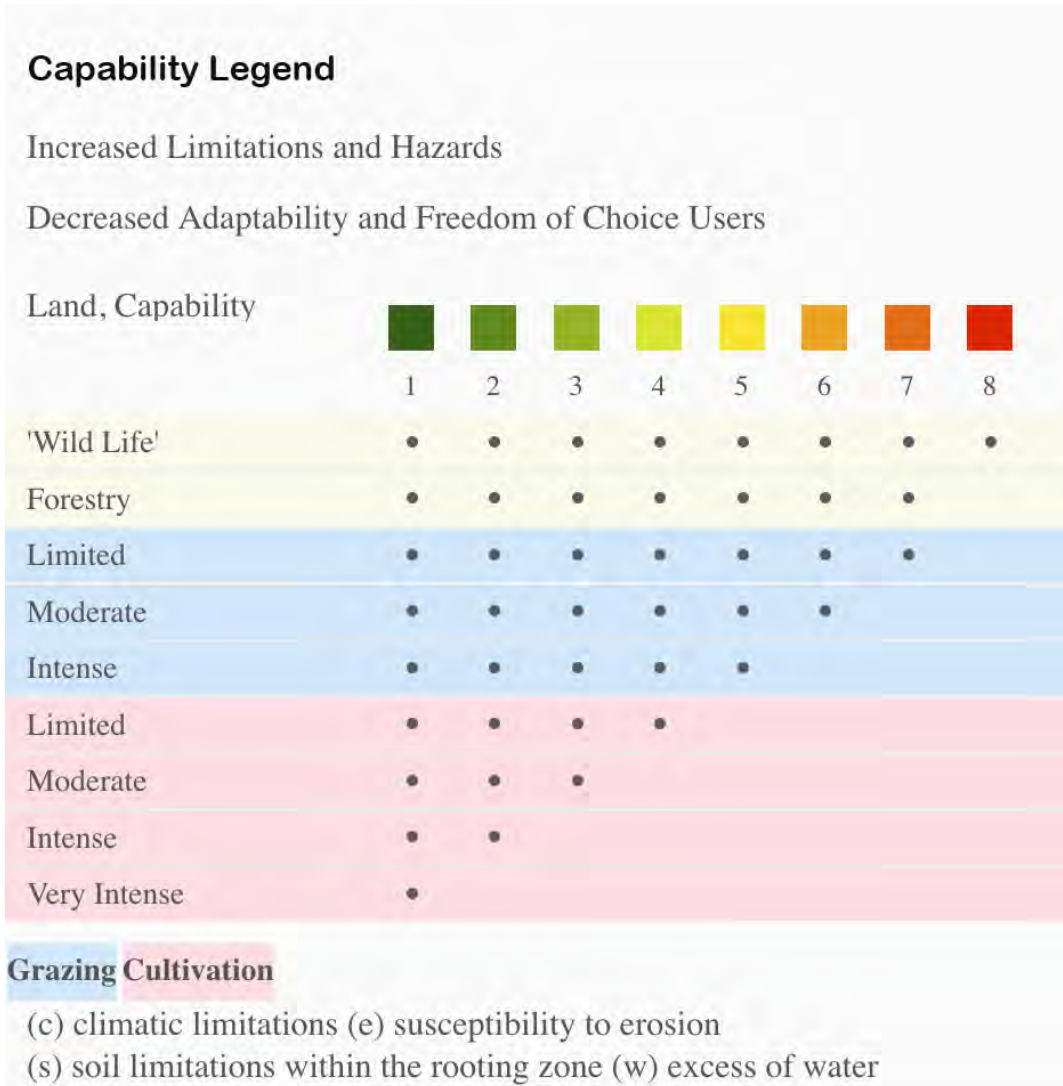 Capability Legend
Increased Limitations and Hazards
Decreased Adaptability and Freedom of Choice Users
Land, Capability
1 2 3 4 5 6 7 8
'Wild Life' • • • • • • • •
Forestry • • • • • • •
Limited • • • • • • •
Moderate • • • • • •
Intense • • • • •
Limited • • • •
Moderate • • •
Intense • •
Very Intense •
Grazing Cultivation
(c) climatic limitations (e) susceptibility to erosion
(s) soil limitations within the rooting zone (w) excess of water